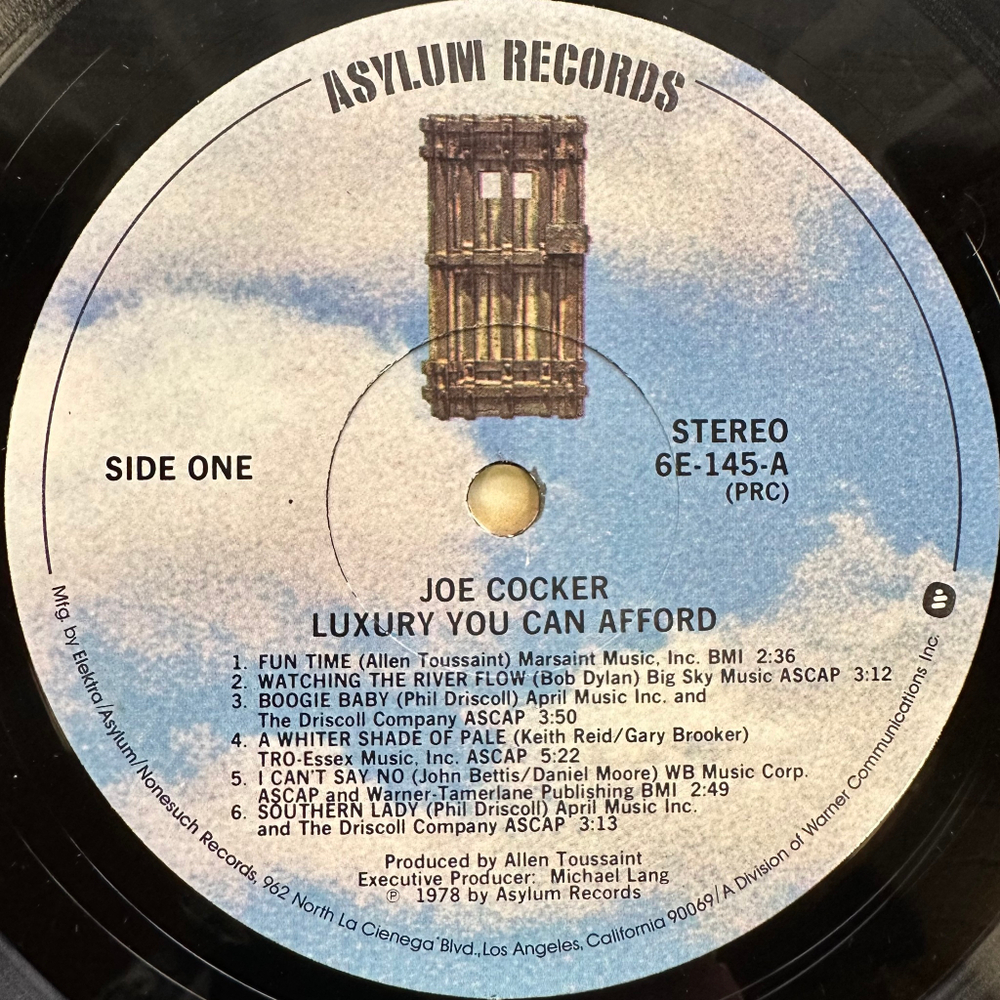 ASYLUM RECORDS
SIDE ONE
STEREO
6E-145-A
(PRC)
JOE COCKER
LUXURY YOU CAN AFFORD
1. FUN TIME (Allen Toussaint) Marsaint Music, Inc. BMI 2:36
2. WATCHING THE RIVER FLOW (Bob Dylan) Big Sky Music ASCAP 3:12
3. BOOGIE BABY (Phil Driscoll) April Music Inc. and
The Driscoll Company ASCAP 3:50
4. A WHITER SHADE OF PALE (Keith Reid/Gary Brooker)
TRO-Essex Music, Inc. ASCAP 5:22
5. I CAN'T SAY NO (John Bettis/Daniel Moore) WB Music Corp.
ASCAP and Warner-Tamerlane Publishing BMI 2:49
6. SOUTHERN LADY (Phil Driscoll) April Music Inc.
and The Driscoll Company ASCAP 3:13
Produced by Allen Toussaint
Executive Producer: Michael Lang
℗ 1978 by Asylum Records
Mfg. by Elektra/Asylum/Nonesuch Records, 962 North La Cienega Blvd., Los Angeles, California 90069/A Division of Warner Communications Inc.